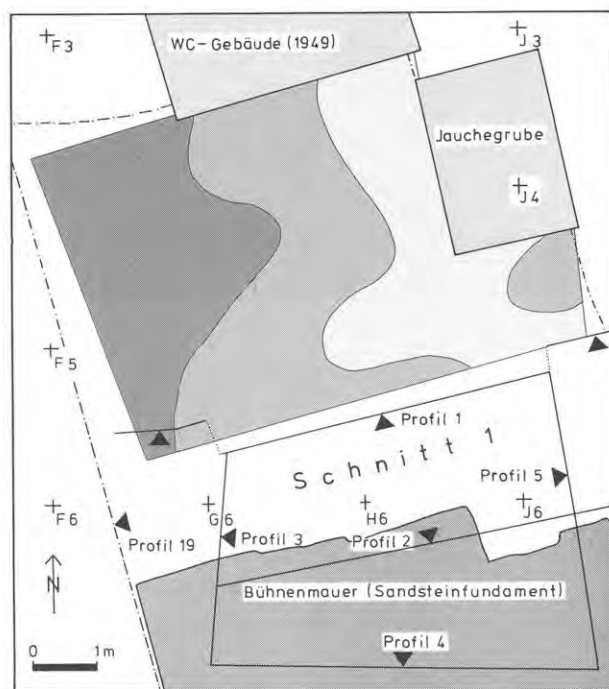 F3
WC-Gebäude (1949)
J3
Jauchegrube
J4
F5
Profil 1
Schnitt 1
Profil 5
F6
G6
H6
J6
Profil 19
Profil 3
Profil 2
N
Bühnenmauer (Sandsteinfundament)
Profil 4
0 1m